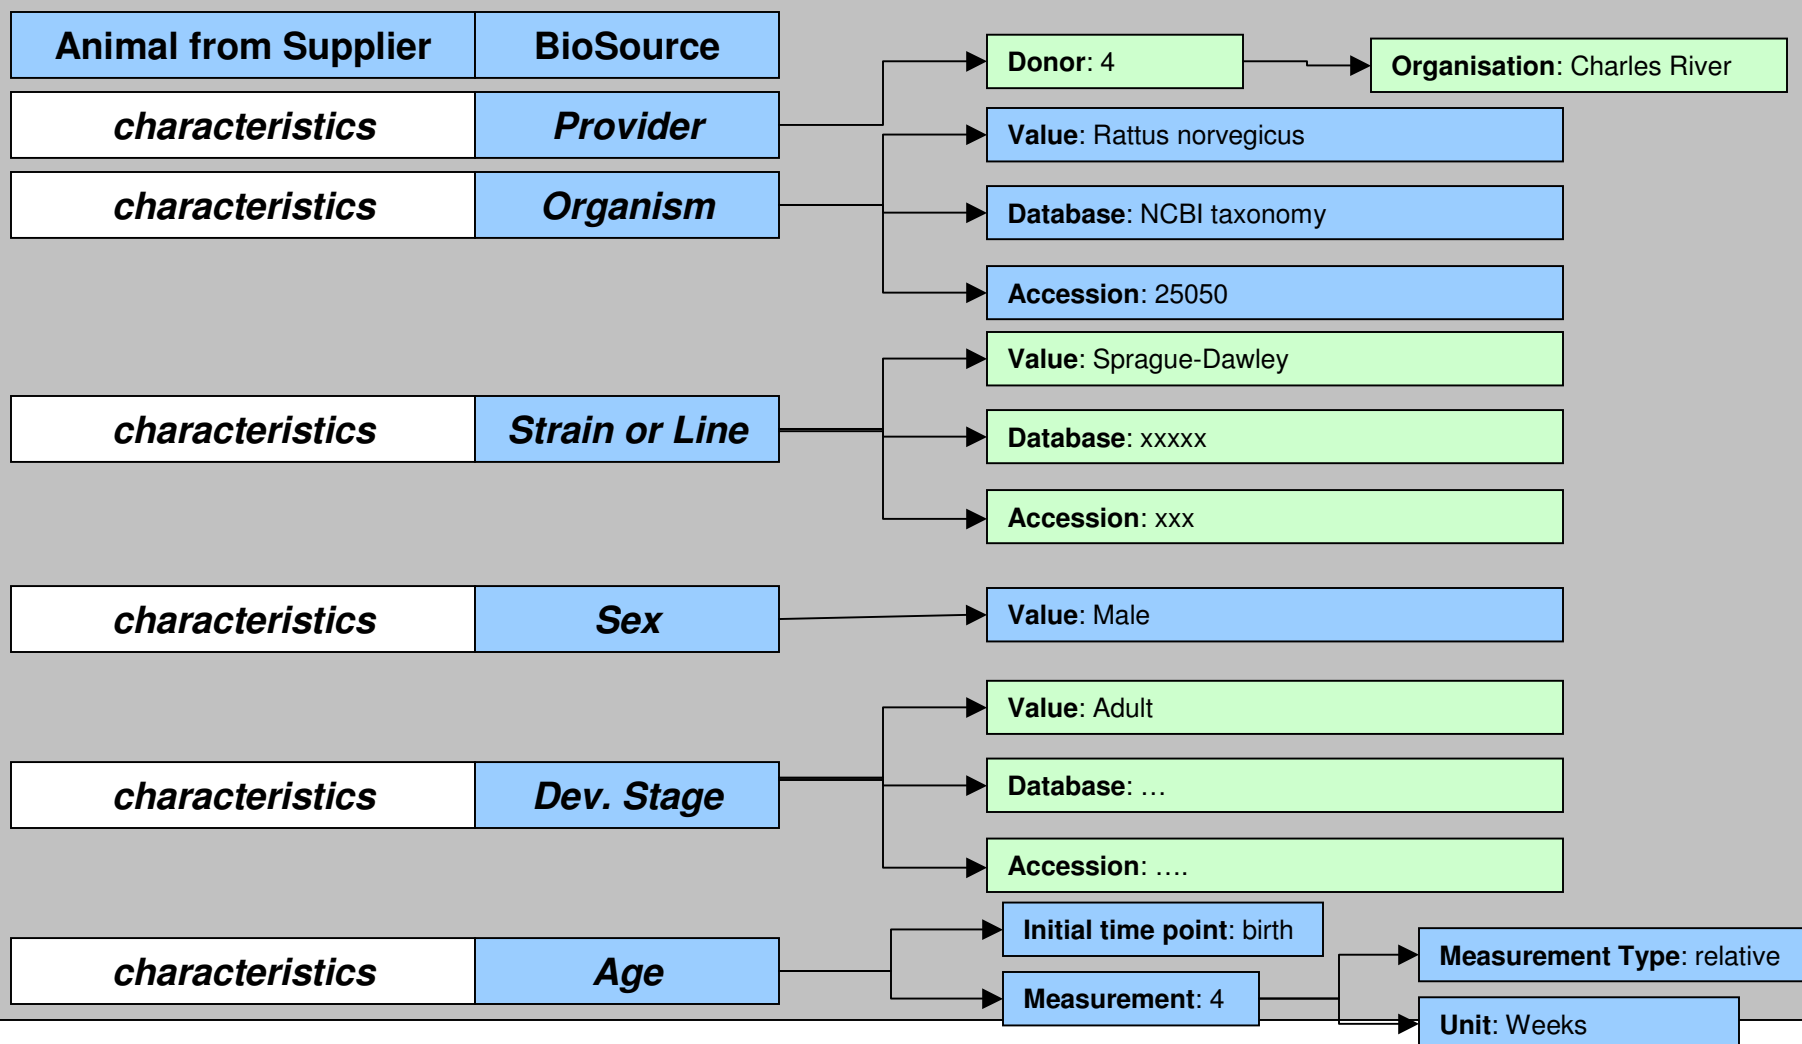 Animal from Supplier BioSource
characteristics Provider
Donor: 4
Organisation: Charles River
characteristics Organism
Value: Rattus norvegicus
Database: NCBI taxonomy
Accession: 25050
characteristics Strain or Line
Value: Sprague-Dawley
Database: xxxxx
Accession: xxx
characteristics Sex
Value: Male
characteristics Dev. Stage
Value: Adult
Database: …
Accession: ….
characteristics Age
Initial time point: birth
Measurement: 4
Measurement Type: relative
Unit: Weeks